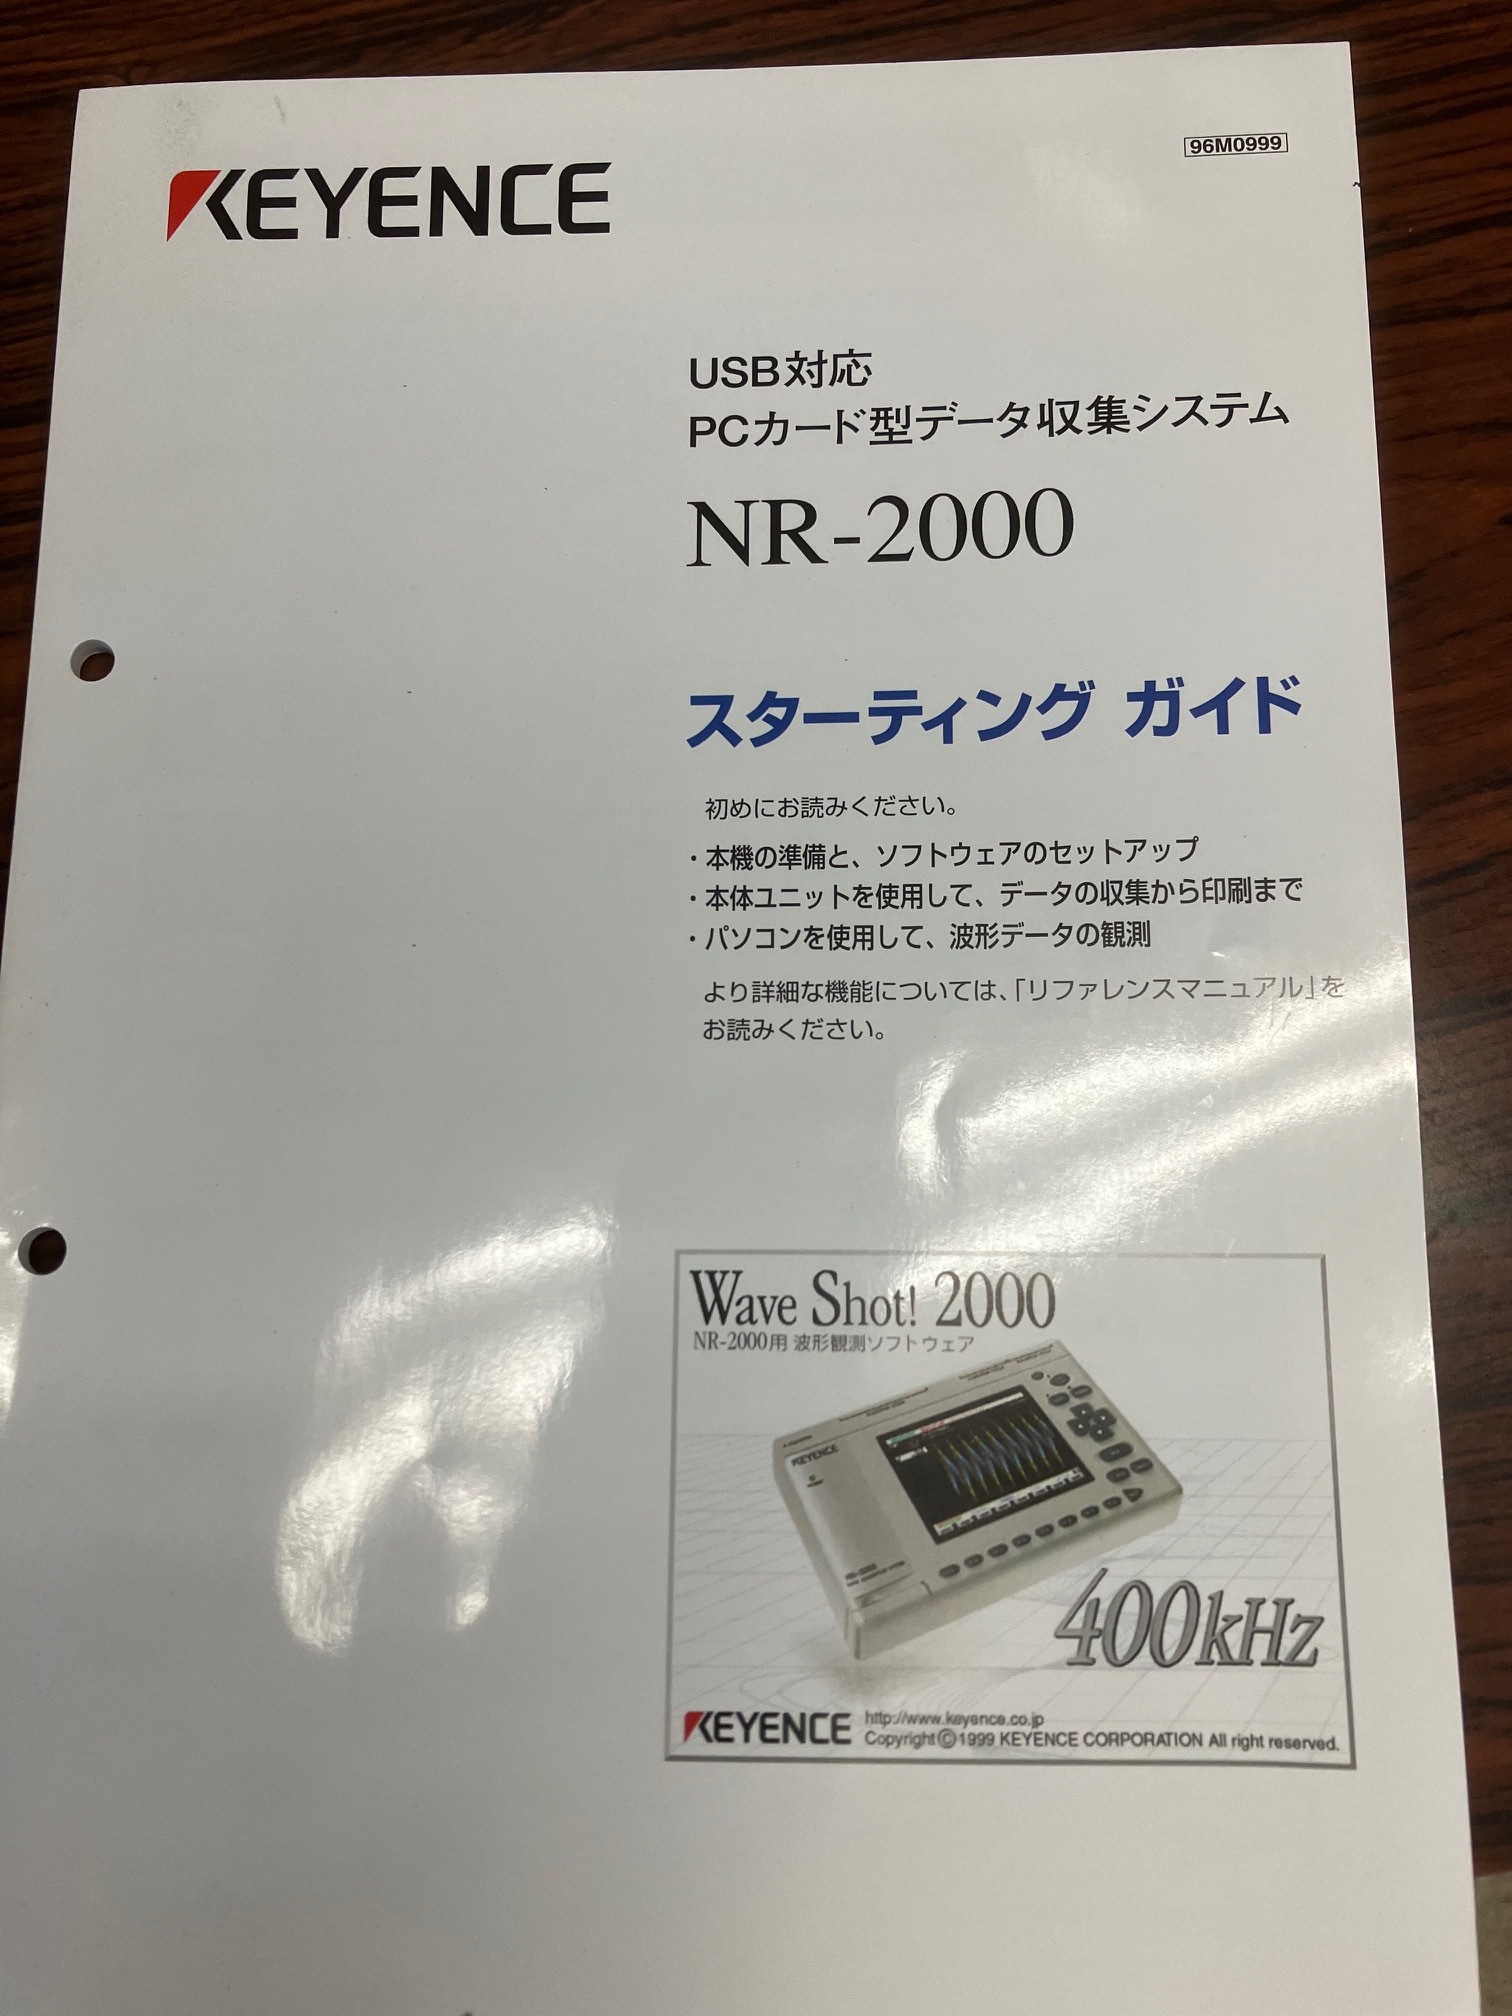 96M0999
KEYENCE
USB対応
PCカード型データ収集システム
NR-2000
スターティング ガイド
初めにお読みください。
・本機の準備と、ソフトウェアのセットアップ
・本体ユニットを使用して、データの収集から印刷まで
・パソコンを使用して、波形データの観測
より詳細な機能については、「リファレンスマニュアル」を
お読みください。
Wave Shot! 2000
NR-2000用 波形観測ソフトウェア
KEYENCE
400kHz
KEYENCE
http://www.keyence.co.jp
Copyright©1999 KEYENCE CORPORATION All right reserved.